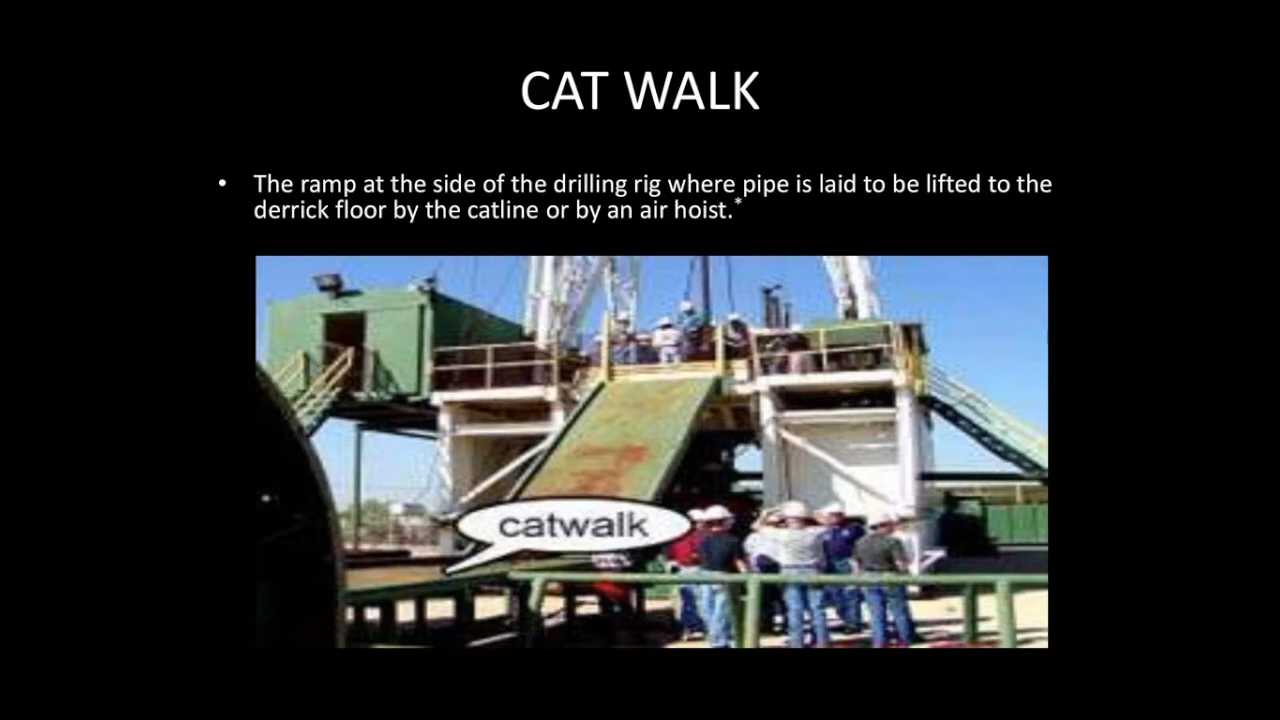 CAT WALK
• The ramp at the side of the drilling rig where pipe is laid to be lifted to the
derrick floor by the catline or by an air hoist.*
catwalk